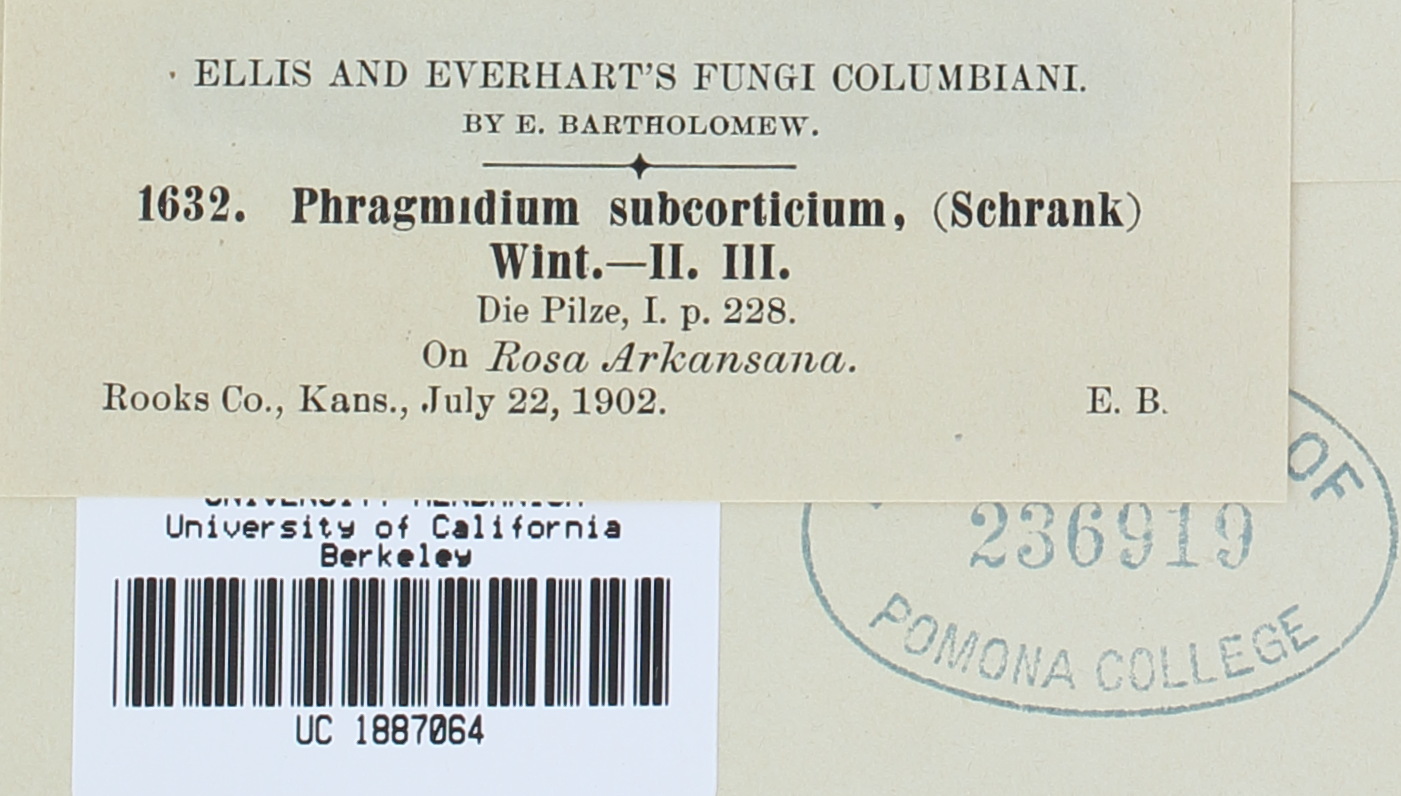 ELLIS AND EVERHART'S FUNGI COLUMBIANI.
BY E. BARTHOLOMEW.
1632. Phragmidium subcorticium, (Schrank)
Wint.—II. III.
Die Pilze, I. p. 228.
On Rosa Arkansana.
Rooks Co., Kans., July 22, 1902. E. B.
University of California
Berkeley
UC 1887064
OF
236919
POMONA COLLEGE